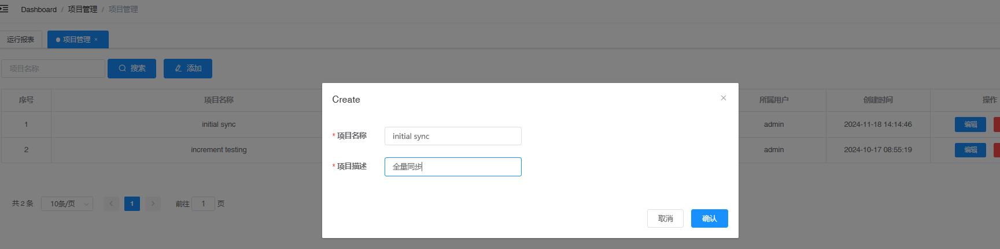 Dashboard / 项目管理 / 项目管理
运行报表 项目管理 ×
项目名称 搜索 添加
序号 项目名称 所属用户 创建时间 操作
1 initial sync admin 2024-11-18 14:14:46 编辑
2 increment testing admin 2024-10-17 08:55:19 编辑
共 2 条 10条/页 1 前往 1 页
Create ×
* 项目名称 initial sync
* 项目描述 全量同步
取消 确认